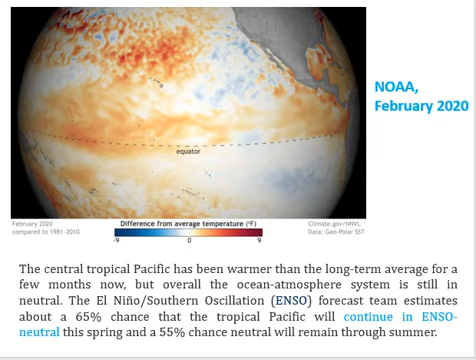 NOAA,
February 2020
equator
February 2020
compared to 1981-2010
Difference from average temperature (°F)
-9 0 9
Climate.gov/NNVL
Data: Geo-Polar SST
The central tropical Pacific has been warmer than the long-term average for a
few months now, but overall the ocean-atmosphere system is still in
neutral. The El Niño/Southern Oscillation (ENSO) forecast team estimates
about a 65% chance that the tropical Pacific will continue in ENSO-
neutral this spring and a 55% chance neutral will remain through summer.